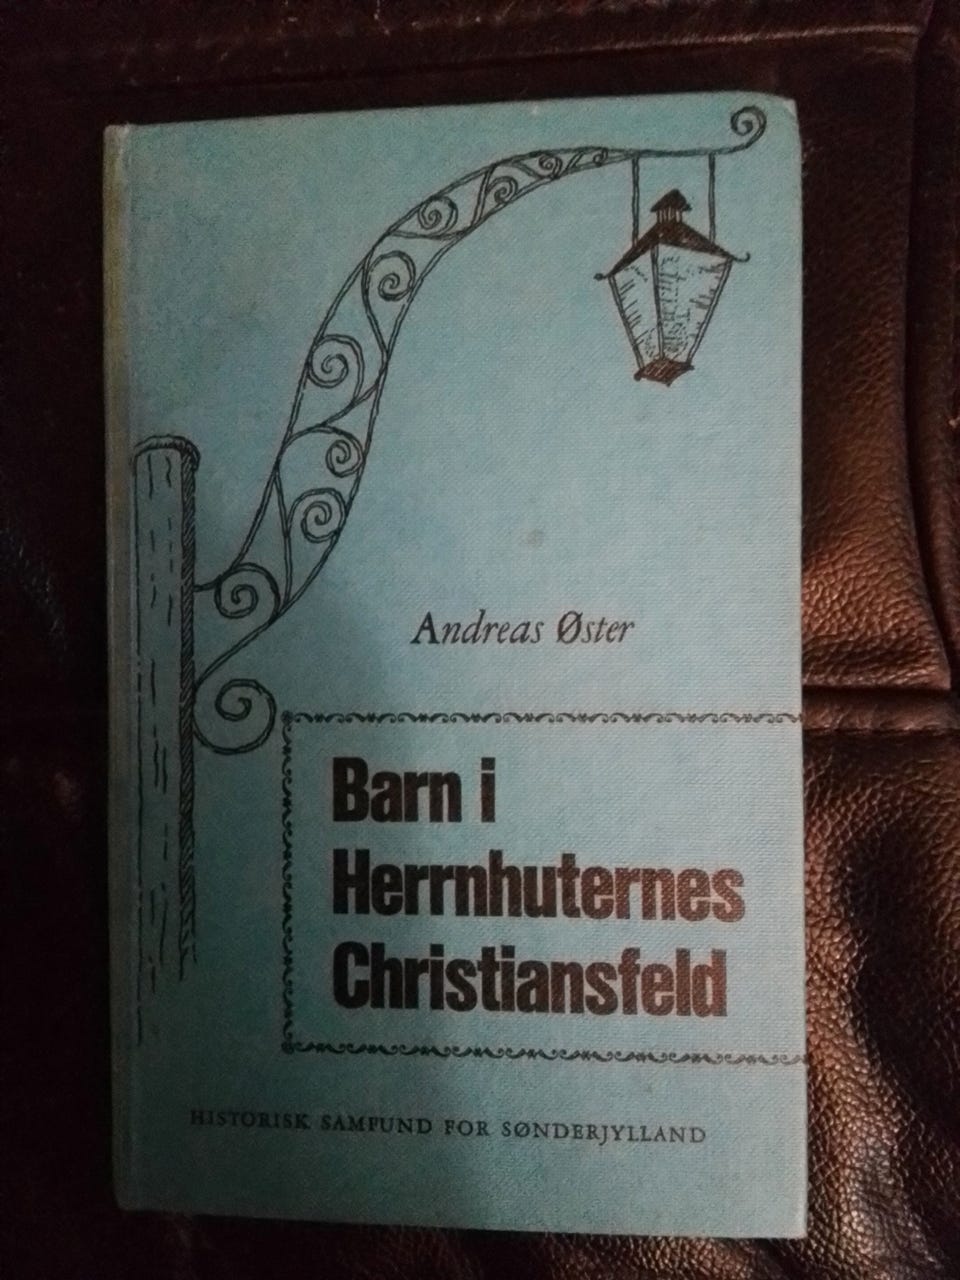 Andreas Øster
Barn i
Herrnhuternes
Christiansfeld
HISTORISK SAMFUND FOR SØNDERJYLLAND